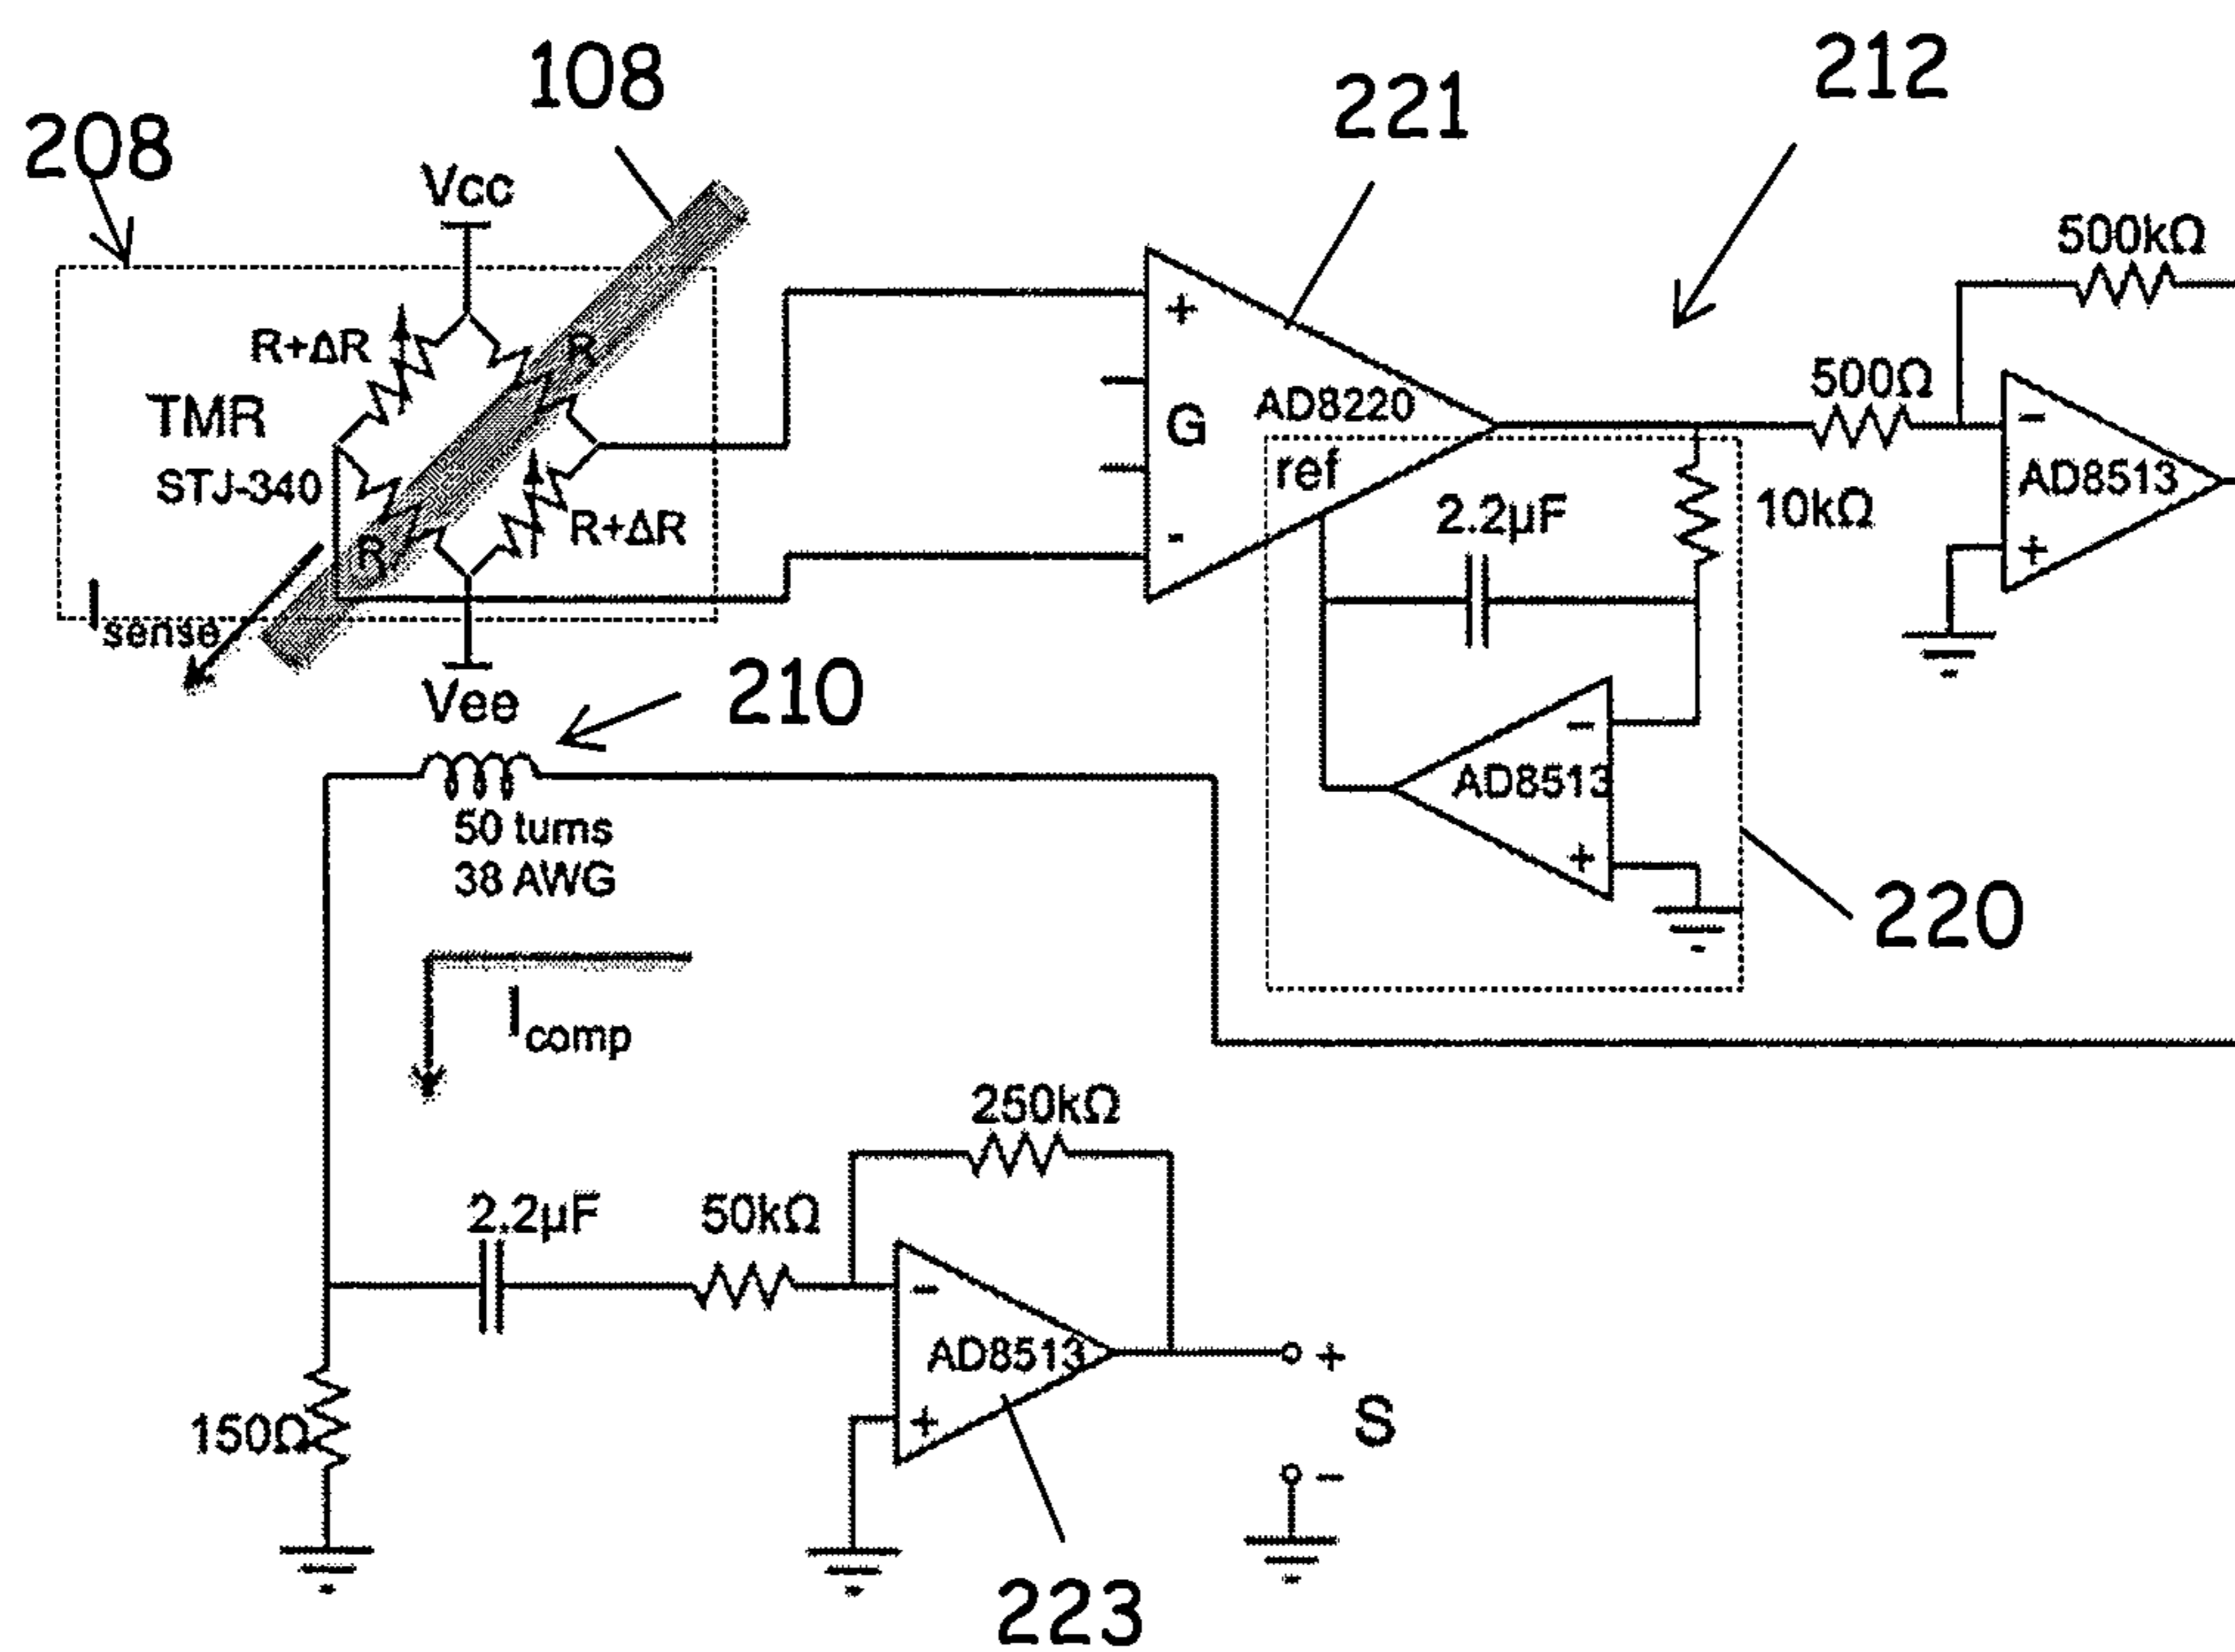 212
108
221
208
Vcc
500kΩ
R+ΔR
R
500Ω
TMR
AD8220
+
G
-
ref
STJ-340
AD8513
−
+
2.2µF
10kΩ
R+ΔR
R
Isense
Vee
210
−
AD8513
+
50 turns
38 AWG
220
Icomp
250kΩ
2.2µF
50kΩ
−
AD8513
+
+
S
−
150Ω
223